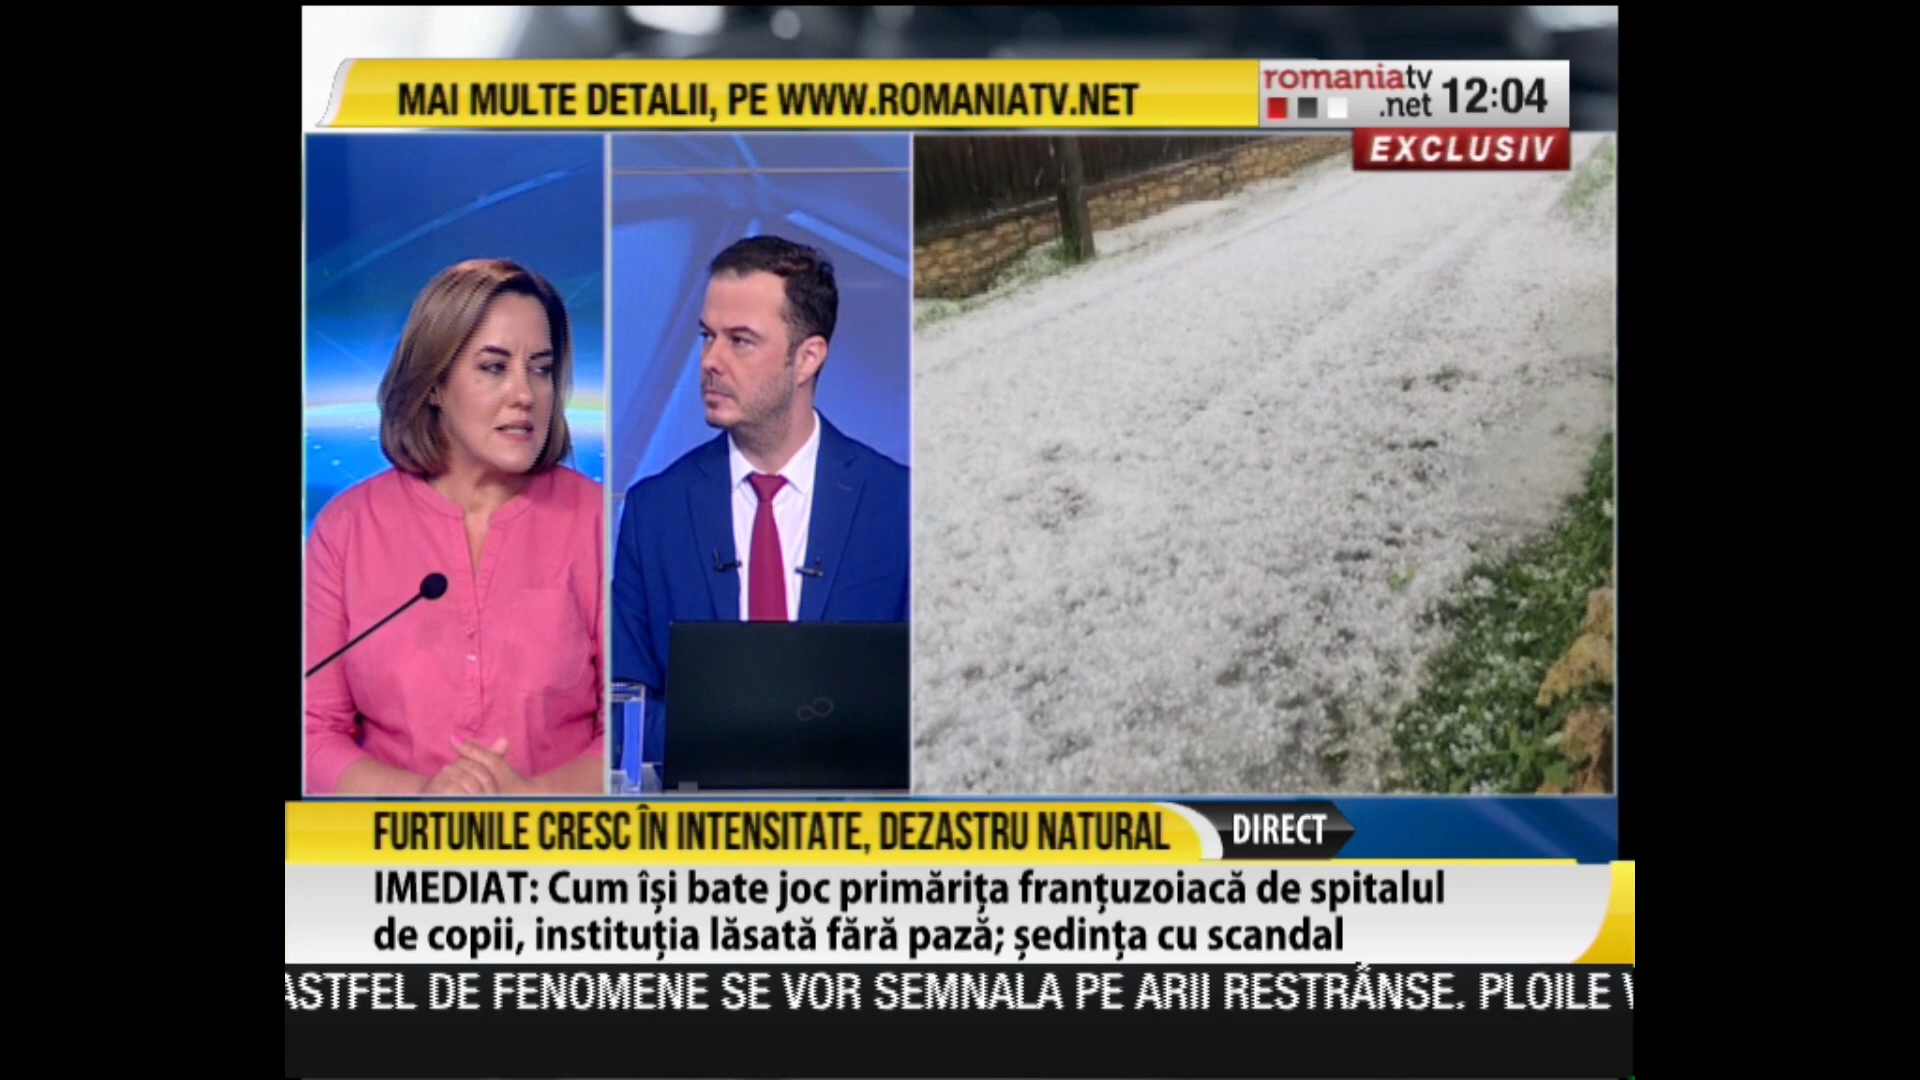 MAI MULTE DETALII, PE WWW.ROMANIATV.NET
romaniatv
.net
12:04
EXCLUSIV
FURTUNILE CRESC ÎN INTENSITATE, DEZASTRU NATURAL
DIRECT
IMEDIAT: Cum își bate joc primărița franțuzoiacă de spitalul
de copii, instituția lăsată fără pază; ședința cu scandal
ASTFEL DE FENOMENE SE VOR SEMNALA PE ARII RESTRÂNSE. PLOILE